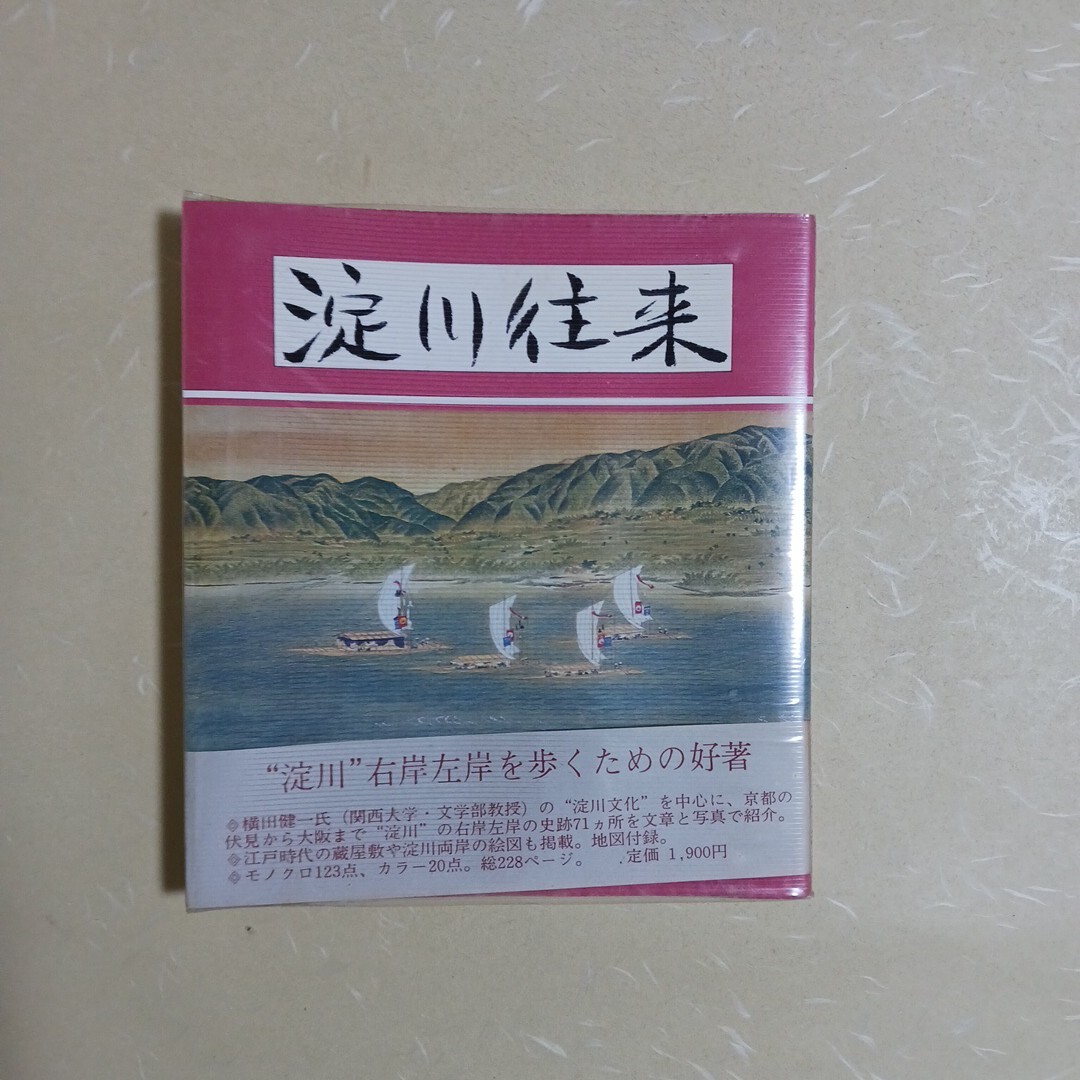 淀川往来
“淀川”右岸左岸を歩くための好著
◈横田健一氏（関西大学・文学部教授）の“淀川文化”を中心に、京都の
伏見から大阪まで“淀川”の右岸左岸の史跡71ヵ所を文章と写真で紹介。
◈江戸時代の蔵屋敷や淀川両岸の絵図も掲載。地図付録。
◈モノクロ123点、カラー20点。総228ページ。 定価 1,900円